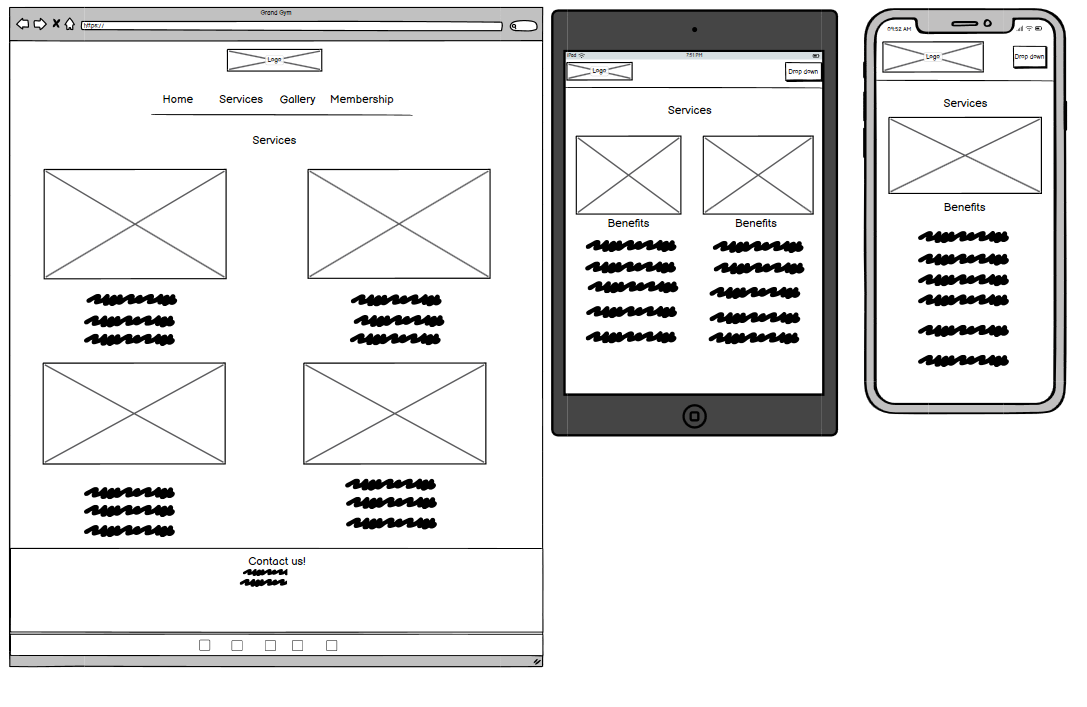 Grand Gym
https://
Logo
Home Services Gallery Membership
Services
Contact us!
iPad 7:51 PM
Logo Drop down
Services
Benefits Benefits
09:52 AM
Logo Drop down
Services
Benefits